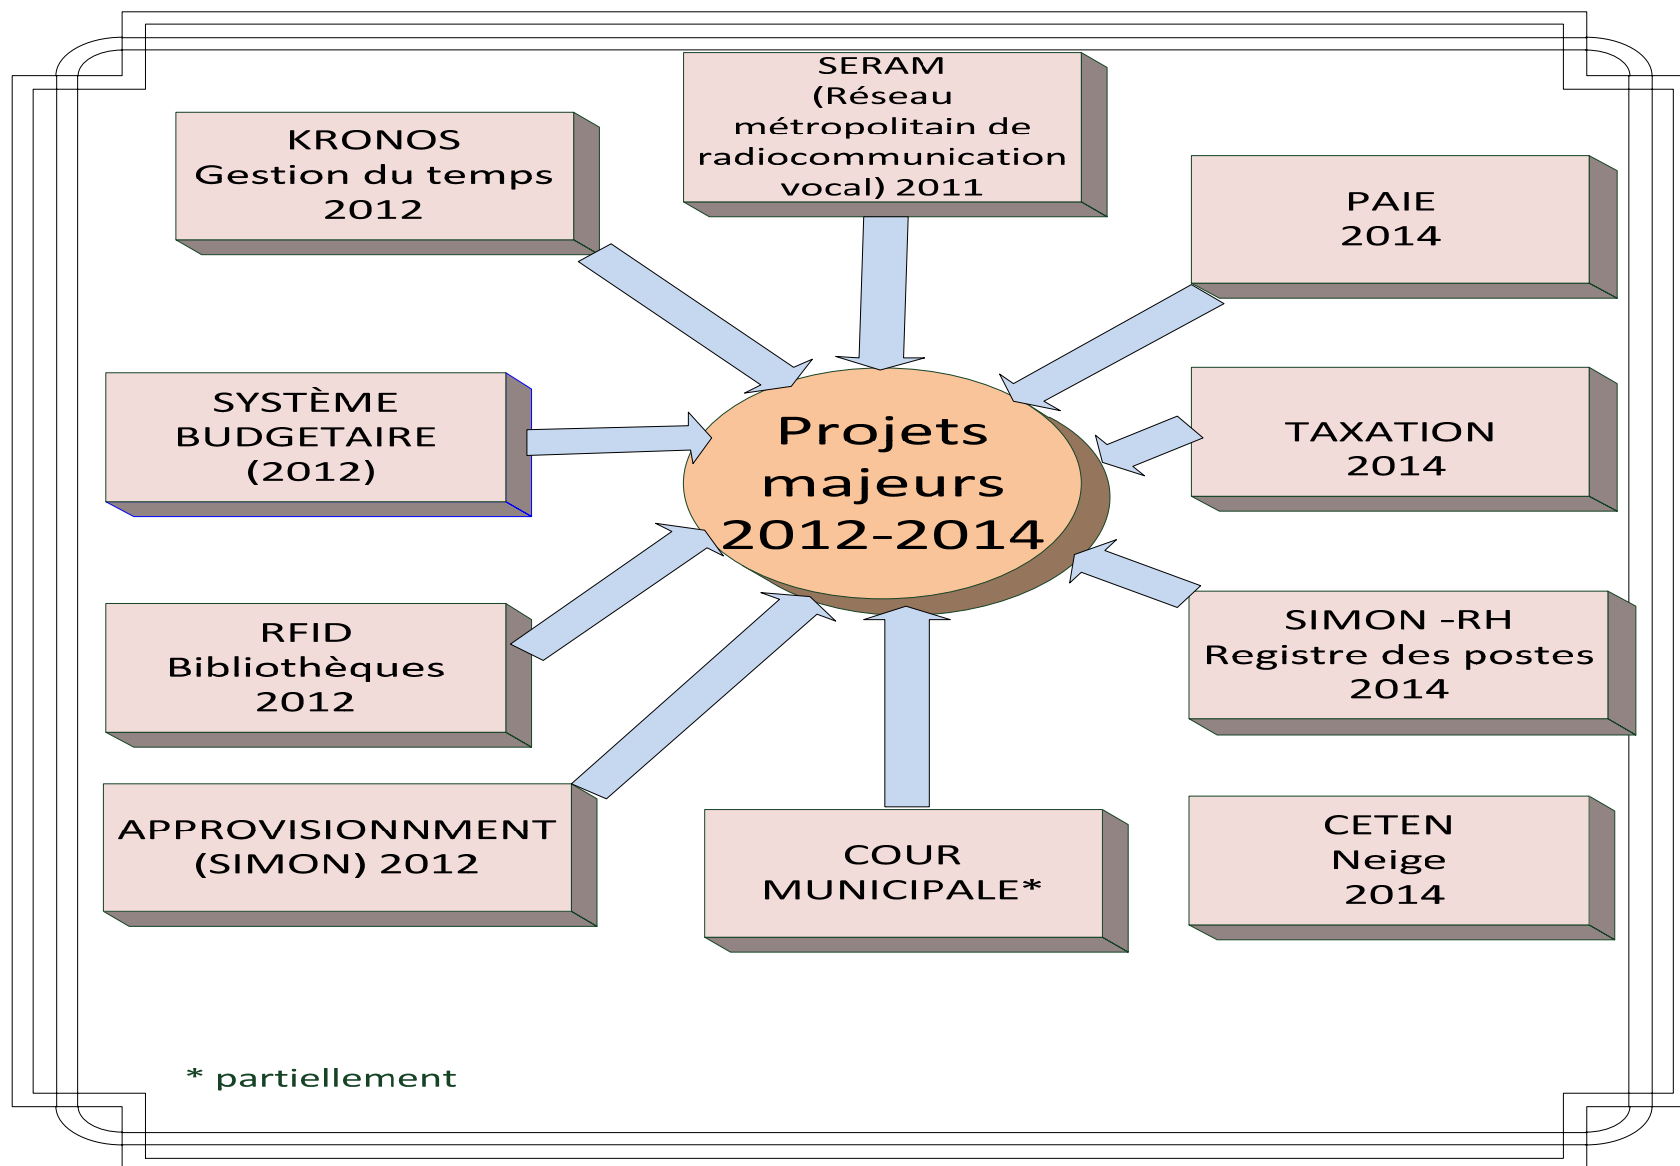 SERAM
(Réseau
métropolitain de
radiocommunication
vocal) 2011
KRONOS
Gestion du temps
2012
PAIE
2014
SYSTÈME
BUDGETAIRE
(2012)
Projets
majeurs
2012-2014
TAXATION
2014
RFID
Bibliothèques
2012
SIMON -RH
Registre des postes
2014
APPROVISIONNMENT
(SIMON) 2012
COUR
MUNICIPALE*
CETEN
Neige
2014
* partiellement